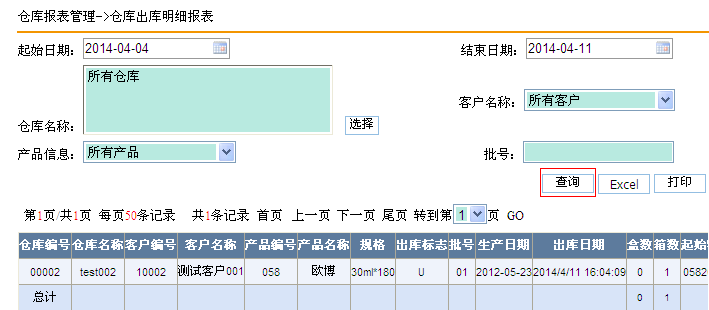 仓库报表管理->仓库出库明细报表
起始日期: 2014-04-04 结束日期: 2014-04-11
所有仓库
仓库名称: 选择 客户名称: 所有客户
产品信息: 所有产品 批号:
查询 Excel 打印
第1页/共1页 每页50条记录 共1条记录 首页 上一页 下一页 尾页 转到第 1 页 GO
仓库编号 仓库名称 客户编号 客户名称 产品编号 产品名称 规格 出库标志 批号 生产日期 出库日期 盒数 箱数 起始
00002 test002 10002 测试客户001 058 欧博 30ml*180 U 01 2012-05-23 2014/4/11 16:04:09 0 1 0582
总计 0 1